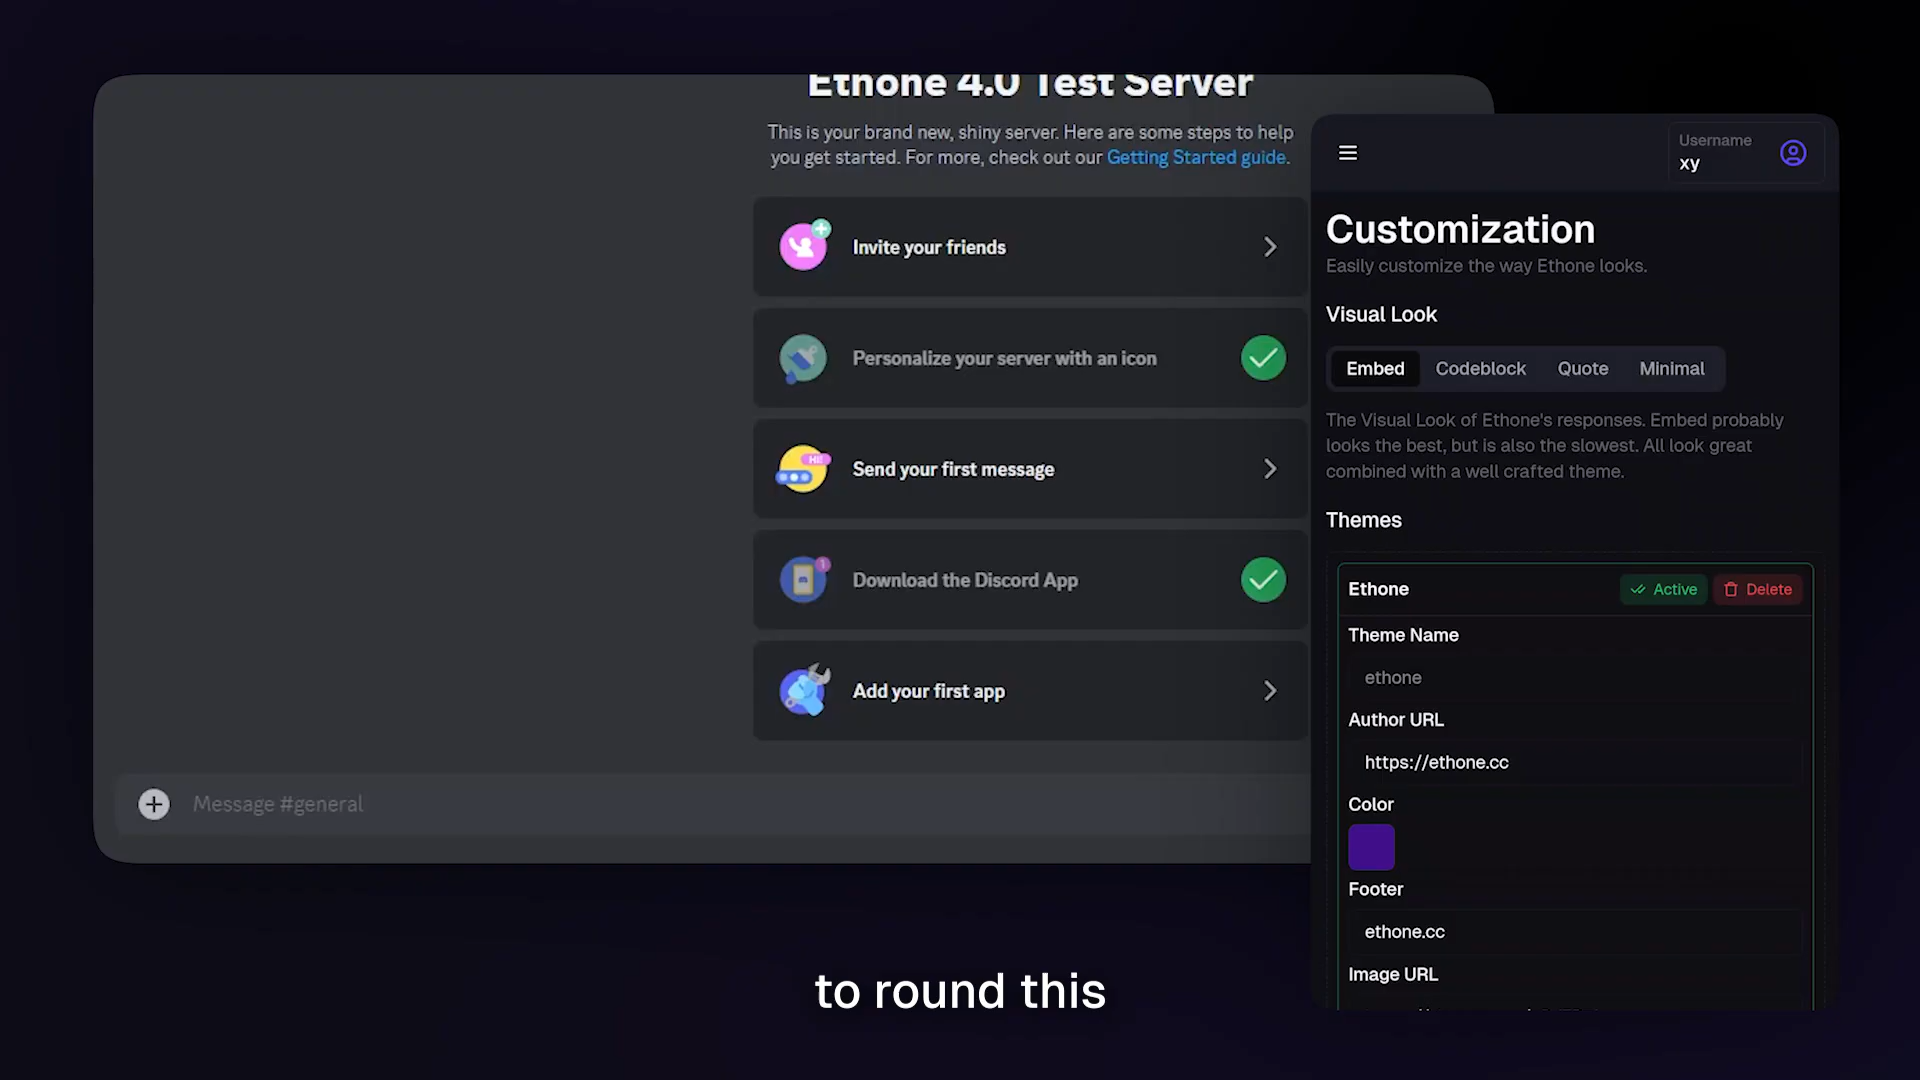 Ethone 4.0 Test Server
This is your brand new, shiny server. Here are some steps to help
you get started. For more, check out our Getting Started guide.
Invite your friends
Personalize your server with an icon
HI!
Send your first message
1
Download the Discord App
Add your first app
Message #general
Username
xy
Customization
Easily customize the way Ethone looks.
Visual Look
Embed Codeblock Quote Minimal
The Visual Look of Ethone's responses. Embed probably
looks the best, but is also the slowest. All look great
combined with a well crafted theme.
Themes
Ethone Active Delete
Theme Name
ethone
Author URL
https://ethone.cc
Color
Footer
ethone.cc
Image URL
to round this